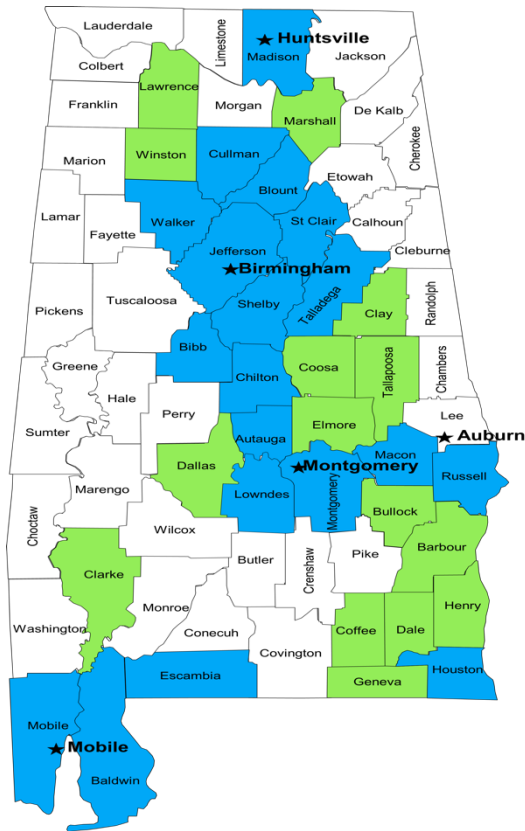 Lauderdale
Limestone
Huntsville
Madison
Jackson
Colbert
Lawrence
Franklin
Morgan
Marshall
De Kalb
Cherokee
Marion
Winston
Cullman
Etowah
Blount
Lamar
Fayette
Walker
St Clair
Calhoun
Jefferson
Cleburne
Birmingham
Tuscaloosa
Pickens
Shelby
Talladega
Clay
Randolph
Bibb
Greene
Hale
Chilton
Coosa
Tallapoosa
Chambers
Perry
Lee
Sumter
Autauga
Elmore
Auburn
Dallas
Macon
Montgomery
Russell
Marengo
Lowndes
Montgomery
Bullock
Choctaw
Wilcox
Butler
Crenshaw
Pike
Barbour
Clarke
Monroe
Henry
Washington
Conecuh
Covington
Coffee
Dale
Escambia
Geneva
Houston
Mobile
Mobile
Baldwin